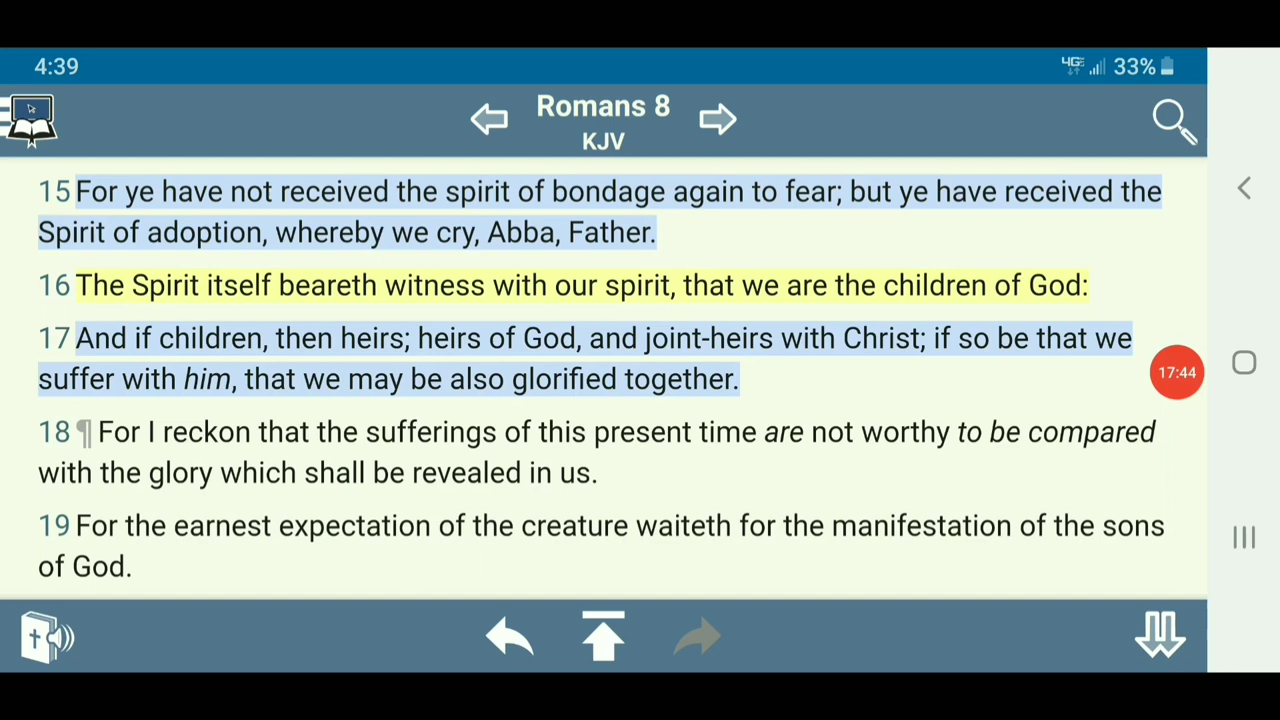 4:39
4GE 33%
Romans 8
KJV
15 For ye have not received the spirit of bondage again to fear; but ye have received the
Spirit of adoption, whereby we cry, Abba, Father.
16 The Spirit itself beareth witness with our spirit, that we are the children of God:
17 And if children, then heirs; heirs of God, and joint-heirs with Christ; if so be that we
suffer with him, that we may be also glorified together.
17:44
18 ¶ For I reckon that the sufferings of this present time are not worthy to be compared
with the glory which shall be revealed in us.
19 For the earnest expectation of the creature waiteth for the manifestation of the sons
of God.